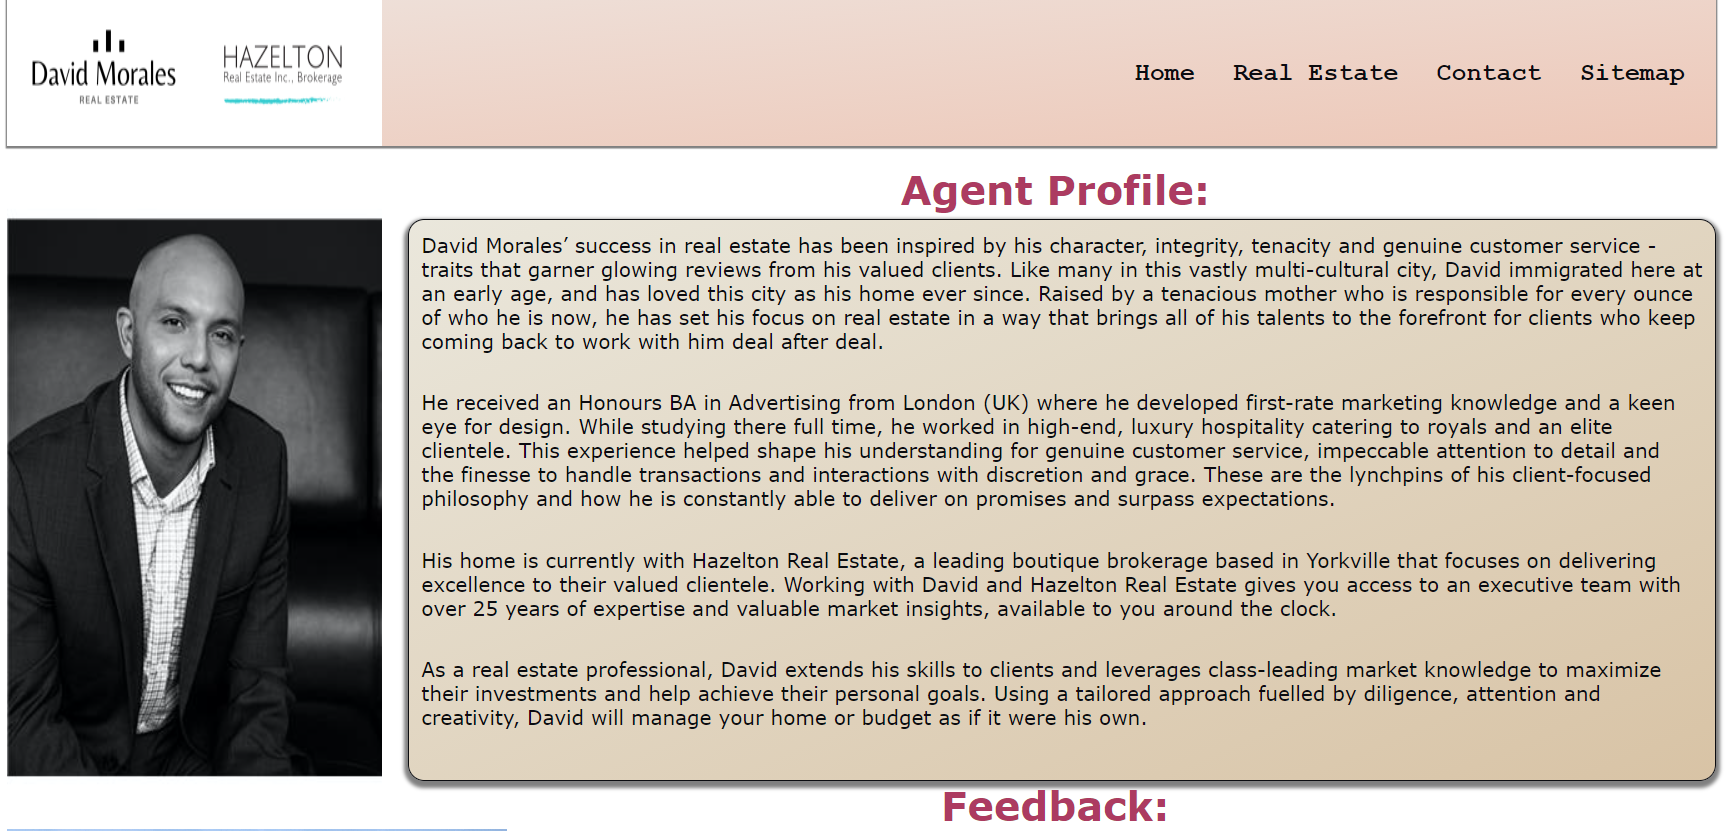 David Morales
REAL ESTATE
HAZELTON
Real Estate Inc., Brokerage
Home Real Estate Contact Sitemap
Agent Profile:
David Morales’ success in real estate has been inspired by his character, integrity, tenacity and genuine customer service -
traits that garner glowing reviews from his valued clients. Like many in this vastly multi-cultural city, David immigrated here at
an early age, and has loved this city as his home ever since. Raised by a tenacious mother who is responsible for every ounce
of who he is now, he has set his focus on real estate in a way that brings all of his talents to the forefront for clients who keep
coming back to work with him deal after deal.
He received an Honours BA in Advertising from London (UK) where he developed first-rate marketing knowledge and a keen
eye for design. While studying there full time, he worked in high-end, luxury hospitality catering to royals and an elite
clientele. This experience helped shape his understanding for genuine customer service, impeccable attention to detail and
the finesse to handle transactions and interactions with discretion and grace. These are the lynchpins of his client-focused
philosophy and how he is constantly able to deliver on promises and surpass expectations.
His home is currently with Hazelton Real Estate, a leading boutique brokerage based in Yorkville that focuses on delivering
excellence to their valued clientele. Working with David and Hazelton Real Estate gives you access to an executive team with
over 25 years of expertise and valuable market insights, available to you around the clock.
As a real estate professional, David extends his skills to clients and leverages class-leading market knowledge to maximize
their investments and help achieve their personal goals. Using a tailored approach fuelled by diligence, attention and
creativity, David will manage your home or budget as if it were his own.
Feedback: